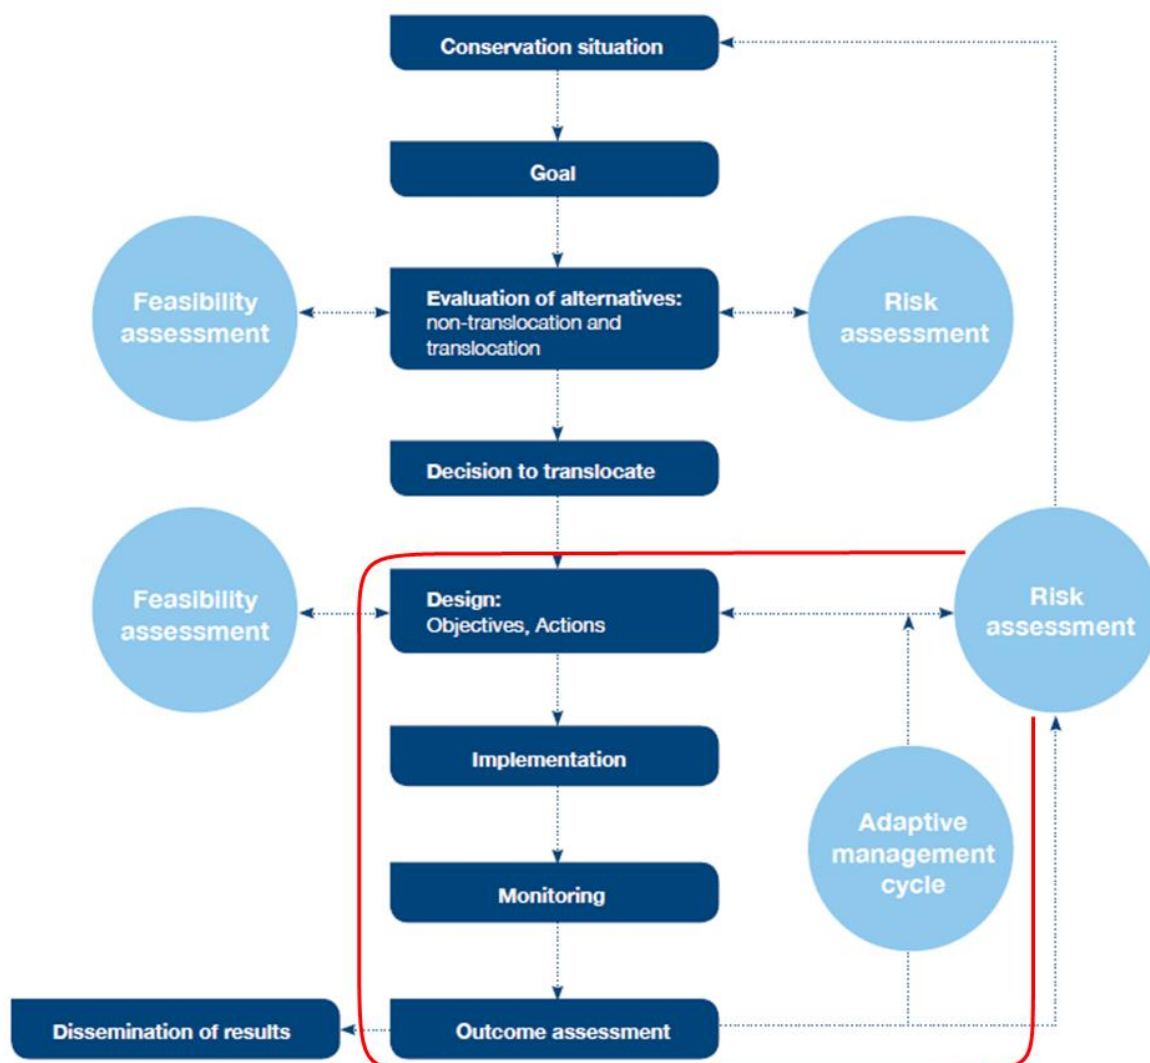 Conservation situation
Goal
Feasibility
assessment
Evaluation of alternatives:
non-translocation and
translocation
Risk
assessment
Decision to translocate
Feasibility
assessment
Design:
Objectives, Actions
Risk
assessment
Implementation
Adaptive
management
cycle
Monitoring
Dissemination of results
Outcome assessment